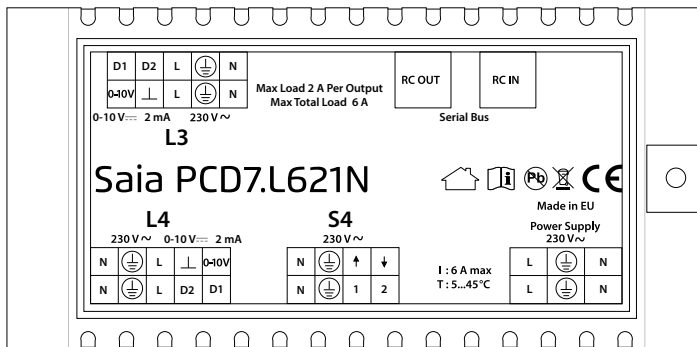 D1 D2 L N
0-10V ⊥ L N
0-10 V⎓ 2 mA 230 V~
L3
Max Load 2 A Per Output
Max Total Load 6 A
RC OUT RC IN
Serial Bus
Saia PCD7.L621N
Pb CE
Made in EU
L4
230 V~ 0-10 V⎓ 2 mA
N L ⊥ 0-10V
N L D2 D1
S4
230 V~
N ↑ ↓
N 1 2
I : 6 A max
T : 5...45°C
Power Supply
230 V~
L N
L N